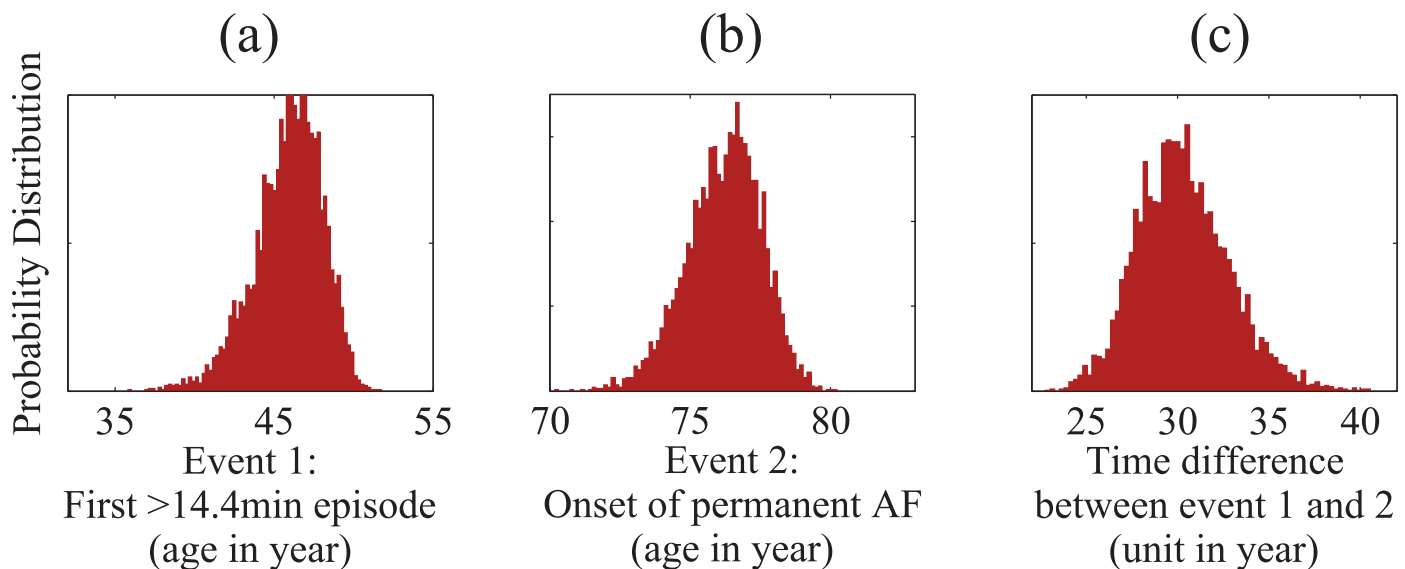 (a)
(b)
(c)
Probability Distribution
35 45 55
Event 1:
First >14.4min episode
(age in year)
70 75 80
Event 2:
Onset of permanent AF
(age in year)
25 30 35 40
Time difference
between event 1 and 2
(unit in year)